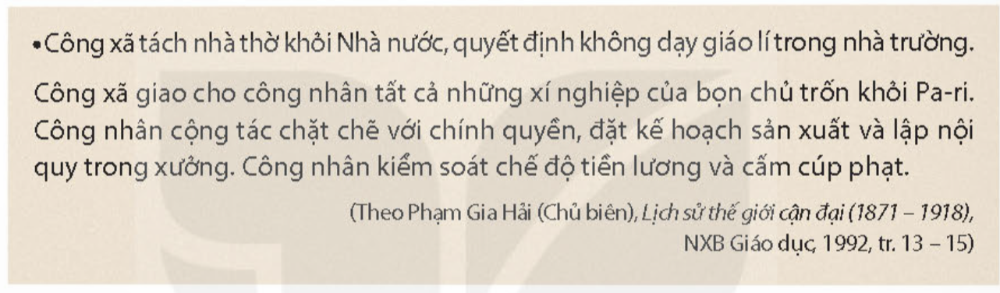 •Công xã tách nhà thờ khỏi Nhà nước, quyết định không dạy giáo lí trong nhà trường.
Công xã giao cho công nhân tất cả những xí nghiệp của bọn chủ trốn khỏi Pa-ri.
Công nhân cộng tác chặt chẽ với chính quyền, đặt kế hoạch sản xuất và lập nội
quy trong xưởng. Công nhân kiểm soát chế độ tiền lương và cấm cúp phạt.
(Theo Phạm Gia Hải (Chủ biên), Lịch sử thế giới cận đại (1871 – 1918),
NXB Giáo dục, 1992, tr. 13 – 15)